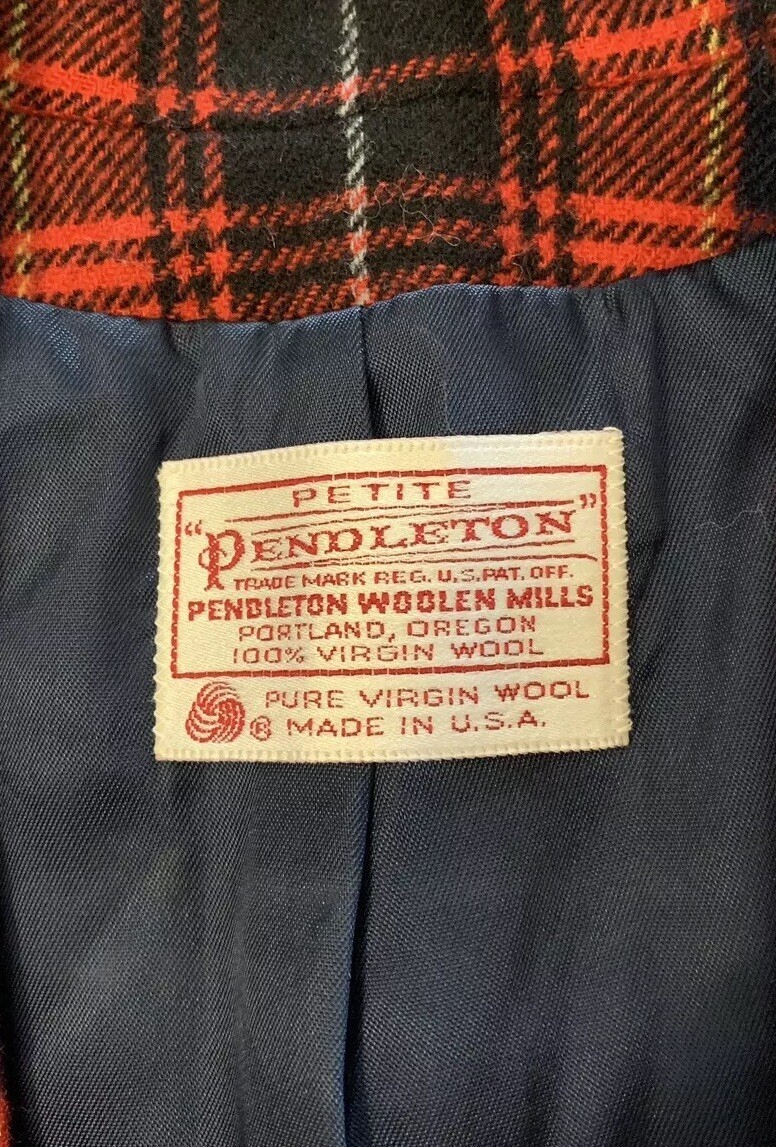 PETITE
"PENDLETON"
TRADE MARK REG. U.S. PAT. OFF.
PENDLETON WOOLEN MILLS
PORTLAND, OREGON
100% VIRGIN WOOL
PURE VIRGIN WOOL
® MADE IN U.S.A.